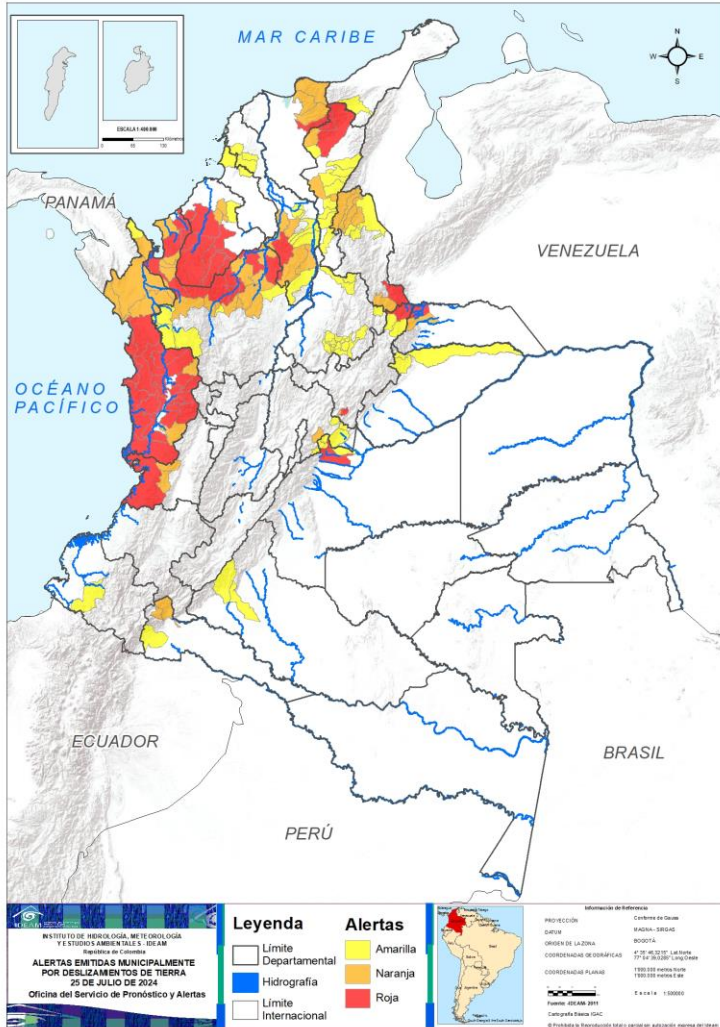 MAR CARIBE
N
W
E
S
ESCALA 1:400.000
PANAMÁ
VENEZUELA
OCÉANO
PACÍFICO
ECUADOR
BRASIL
PERÚ
IDEAM
INSTITUTO DE HIDROLOGÍA, METEOROLOGÍA
Y ESTUDIOS AMBIENTALES - IDEAM
República de Colombia
ALERTAS EMITIDAS MUNICIPALMENTE
POR DESLIZAMIENTOS DE TIERRA
25 DE JULIO DE 2024
Oficina del Servicio de Pronóstico y Alertas
Leyenda
Límite
Departamental
Hidrografía
Límite
Internacional
Alertas
Amarilla
Naranja
Roja
Información de Referencia
PROYECCIÓN
Conforme de Gauss
DATUM
MAGNA - SIRGAS
ORIGEN DE LA ZONA
BOGOTÁ
COORDENADAS GEOGRÁFICAS
COORDENADAS PLANAS
1'000.000 metros Norte
1'000.000 metros Este
Fuente: ©IDEAM- 2011
Cartografía Básica IGAC